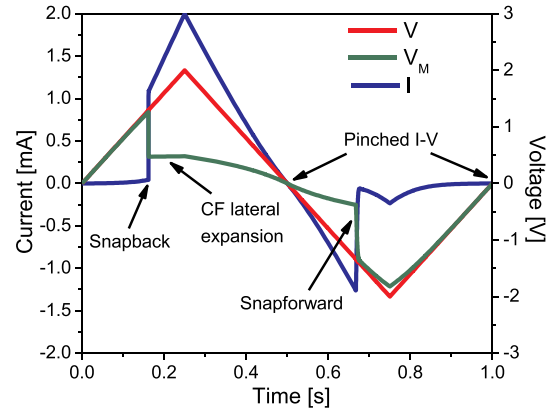 2.0
1.5
1.0
0.5
0.0
-0.5
-1.0
-1.5
-2.0
Current [mA]
3
2
1
0
-1
-2
-3
Voltage [V]
V
V_M
I
Pinched I-V
CF lateral
expansion
Snapback
Snapforward
0.0
0.2
0.4
0.6
0.8
1.0
Time [s]